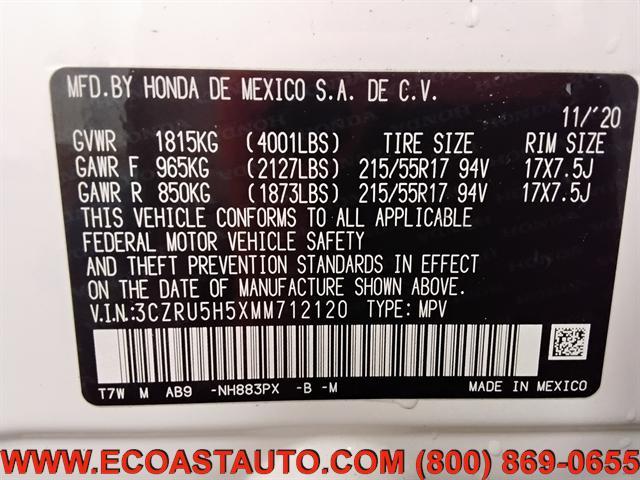 MFD.BY HONDA DE MEXICO S.A. DE C.V.
11/'20
GVWR 1815KG (4001LBS) TIRE SIZE RIM SIZE
GAWR F 965KG (2127LBS) 215/55R17 94V 17X7.5J
GAWR R 850KG (1873LBS) 215/55R17 94V 17X7.5J
THIS VEHICLE CONFORMS TO ALL APPLICABLE
FEDERAL MOTOR VEHICLE SAFETY
AND THEFT PREVENTION STANDARDS IN EFFECT
ON THE DATE OF MANUFACTURE SHOWN ABOVE.
V.I.N.:3CZRU5H5XMM712120 TYPE: MPV
T7W M AB9 -NH883PX -B -M MADE IN MEXICO
WWW.ECOASTAUTO.COM (800) 869-0655